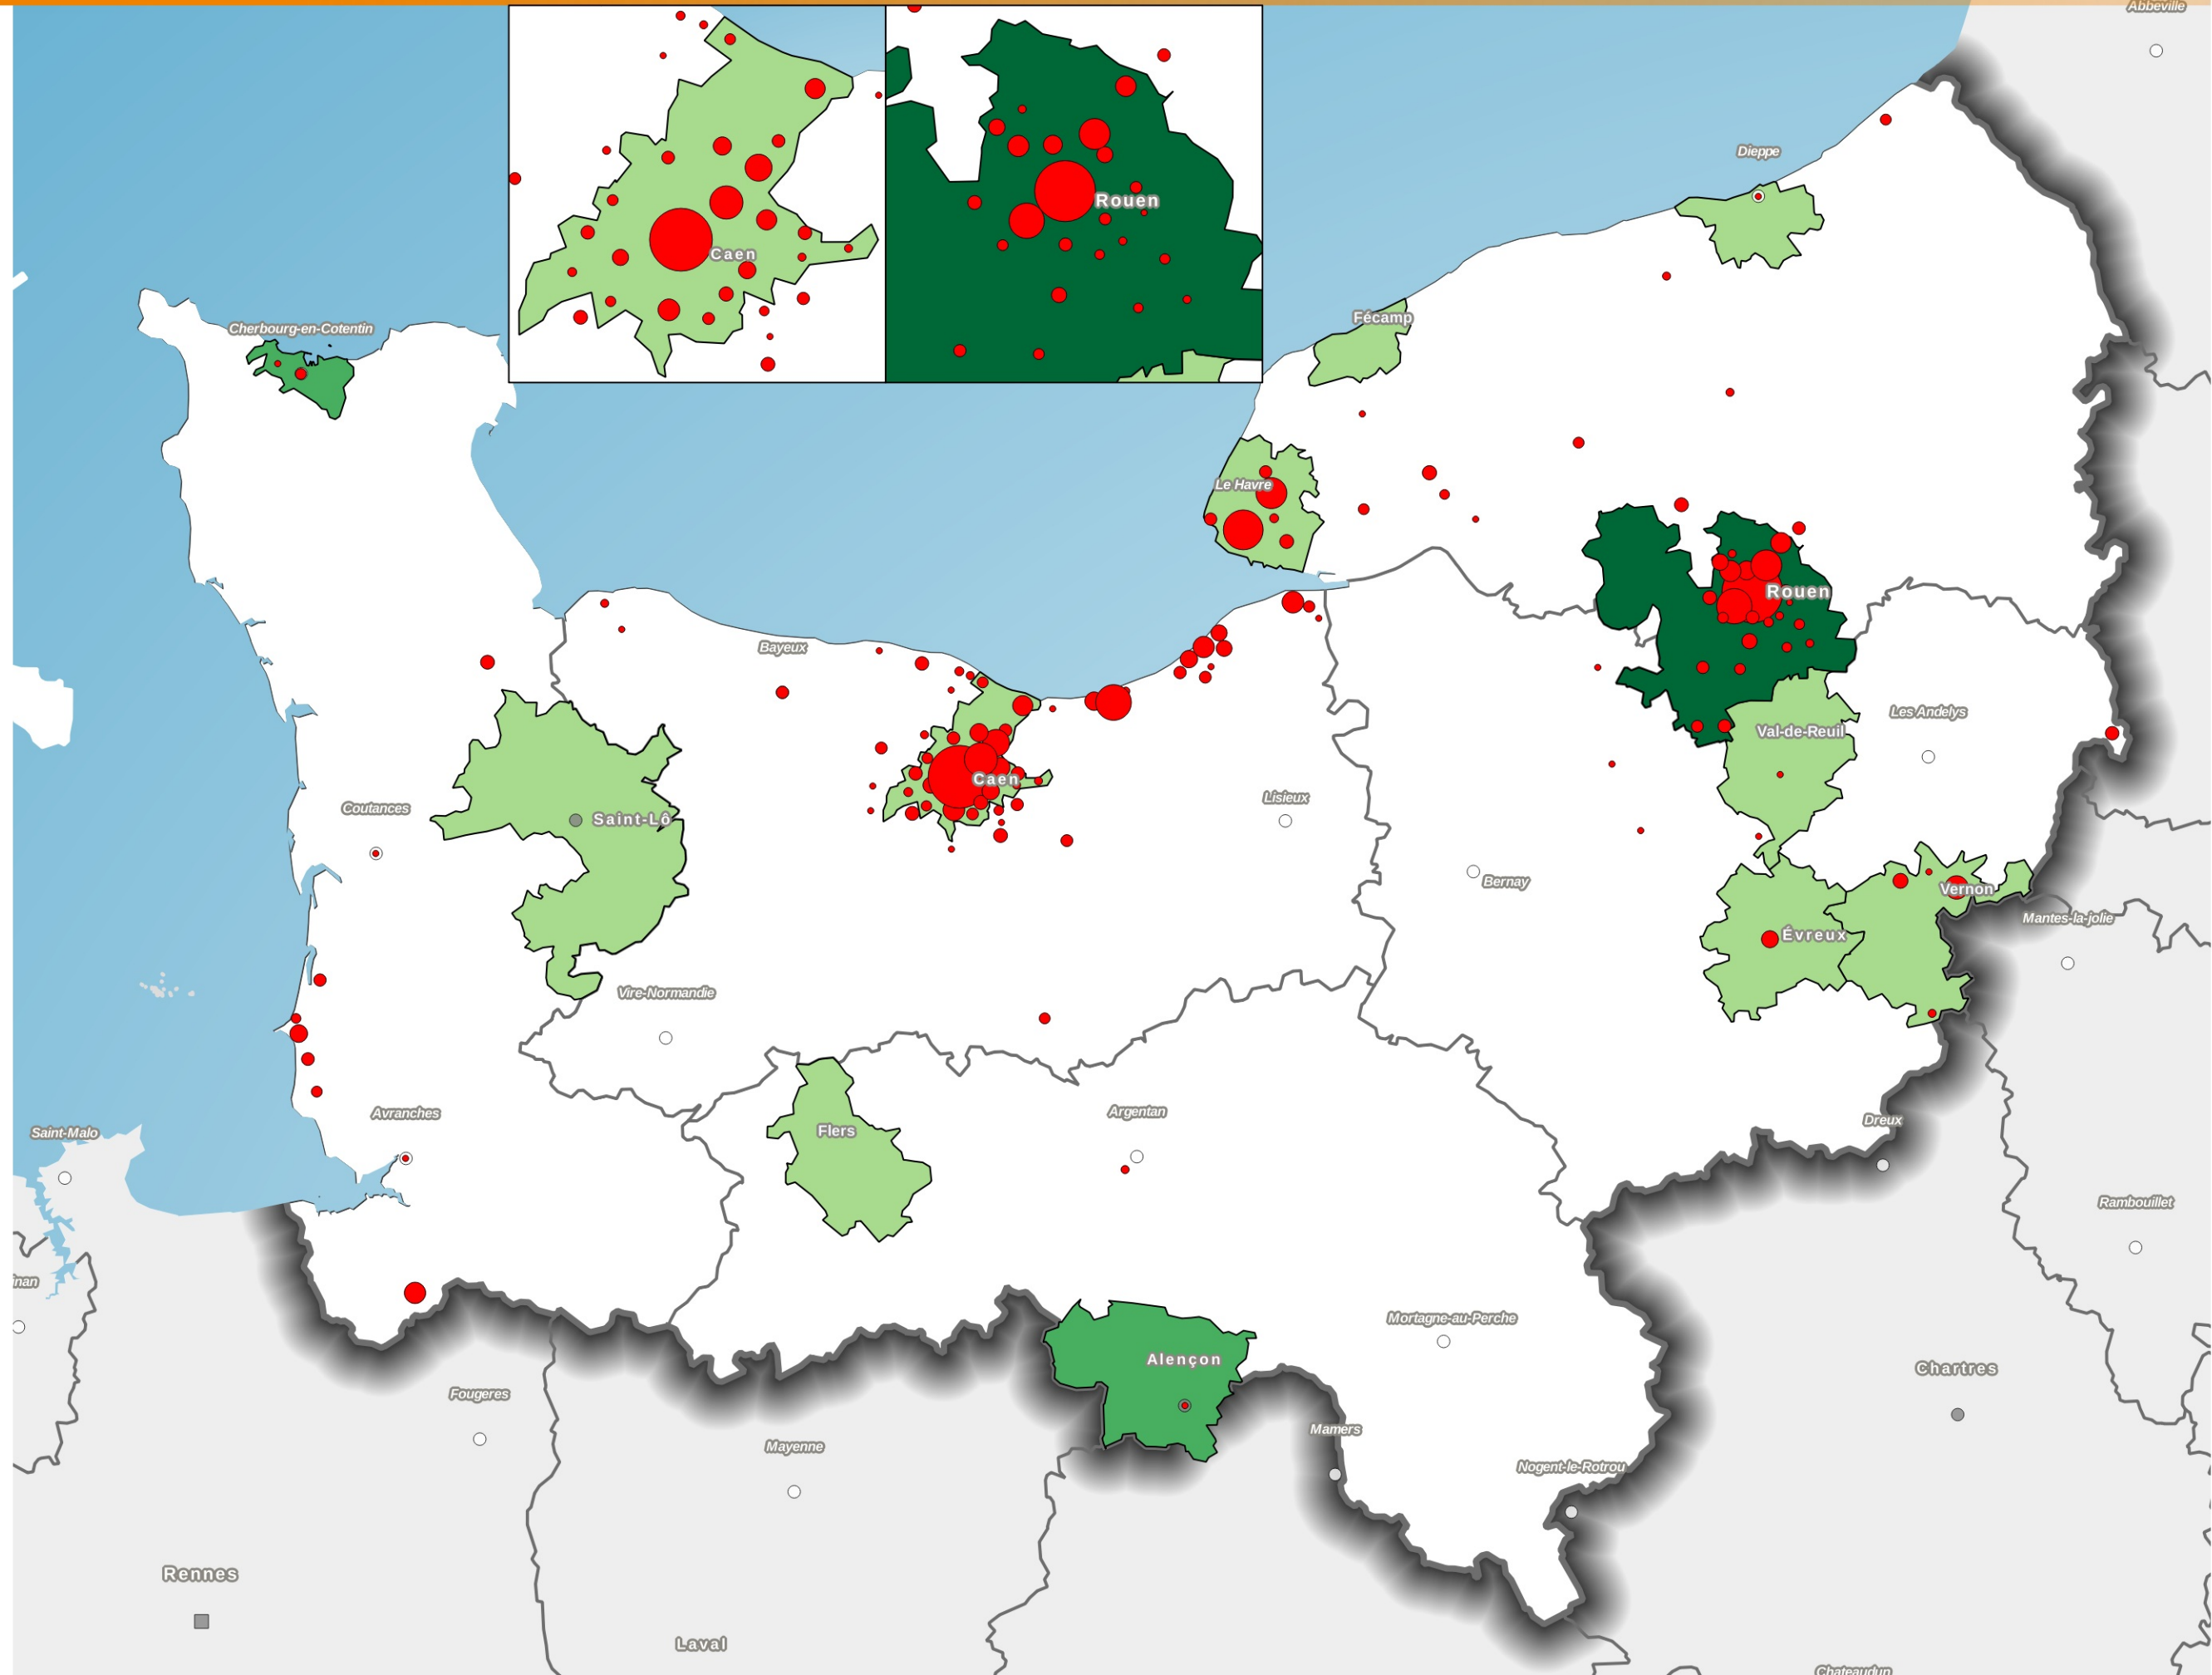 Abbeville
Rouen
Caen
Dieppe
Cherbourg-en-Cotentin
Fécamp
Le Havre
Rouen
Bayeux
Les Andelys
Val-de-Reuil
Caen
Lisieux
Coutances
Saint-Lô
Bernay
Vernon
Mantes-la-jolie
Évreux
Vire-Normandie
Argentan
Avranches
Dreux
Flers
Saint-Malo
Rambouillet
inan
Mortagne-au-Perche
Alençon
Chartres
Fougeres
Mamers
Mayenne
Nogent-le-Rotrou
Rennes
Laval
Chateaudun